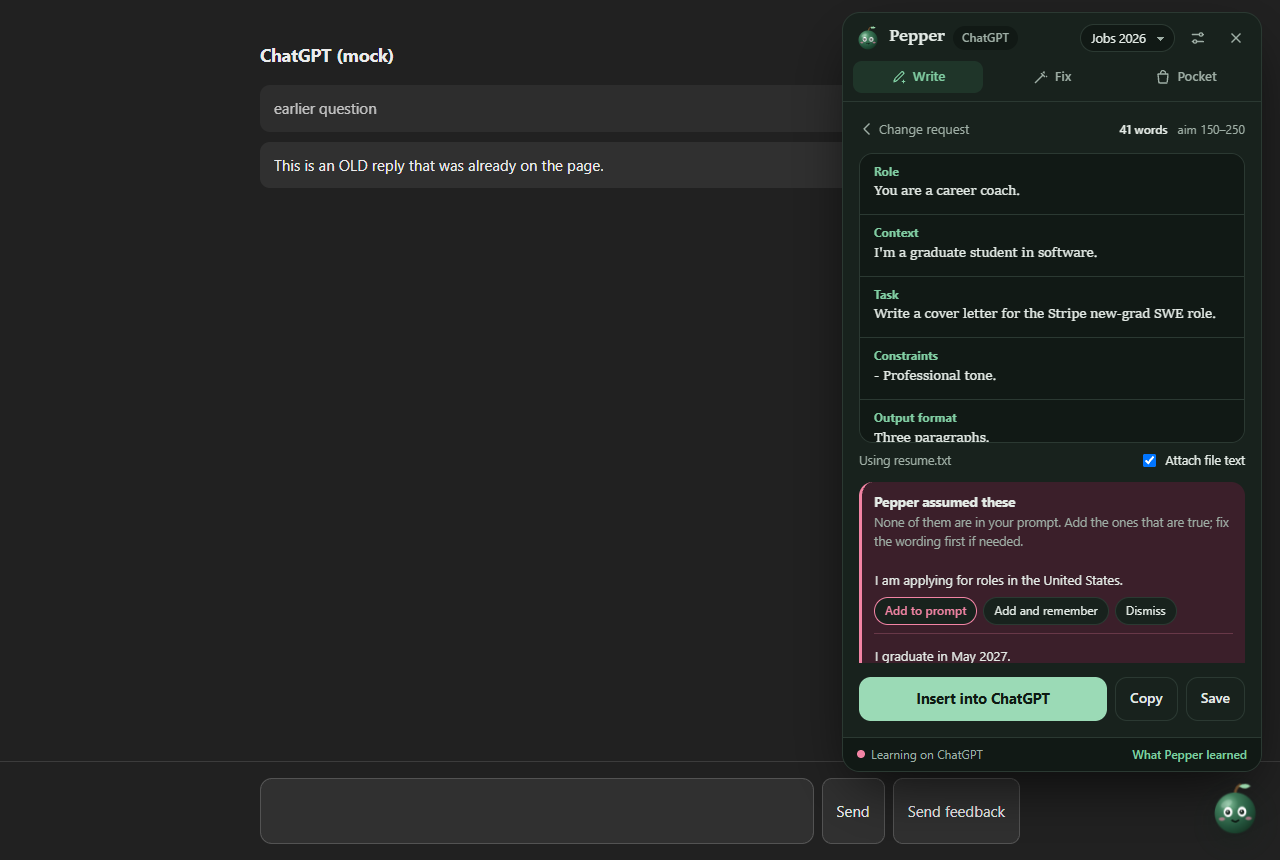 ChatGPT (mock)
earlier question
This is an OLD reply that was already on the page.
Send
Send feedback
Pepper
ChatGPT
Jobs 2026
Write
Fix
Pocket
Change request
41 words aim 150–250
Role
You are a career coach.
Context
I'm a graduate student in software.
Task
Write a cover letter for the Stripe new-grad SWE role.
Constraints
- Professional tone.
Output format
Three paragraphs.
Using resume.txt
Attach file text
Pepper assumed these
None of them are in your prompt. Add the ones that are true; fix
the wording first if needed.
I am applying for roles in the United States.
Add to prompt
Add and remember
Dismiss
I graduate in May 2027.
Insert into ChatGPT
Copy
Save
Learning on ChatGPT
What Pepper learned